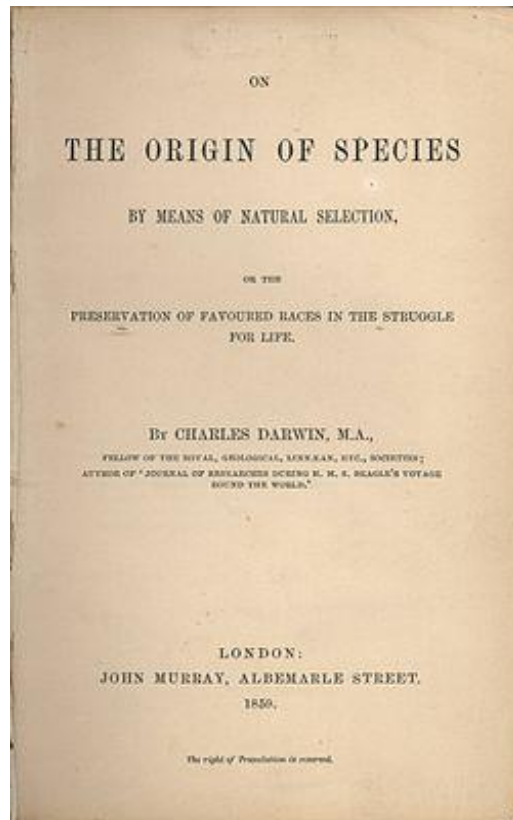 ON
THE ORIGIN OF SPECIES
BY MEANS OF NATURAL SELECTION,
OR THE
PRESERVATION OF FAVOURED RACES IN THE STRUGGLE
FOR LIFE.
BY CHARLES DARWIN, M.A.,
FELLOW OF THE ROYAL, GEOLOGICAL, LINNÆAN, ETC., SOCIETIES;
AUTHOR OF 'JOURNAL OF RESEARCHES DURING H. M. S. BEAGLE'S VOYAGE
ROUND THE WORLD.'
LONDON:
JOHN MURRAY, ALBEMARLE STREET.
1859.
The right of Translation is reserved.